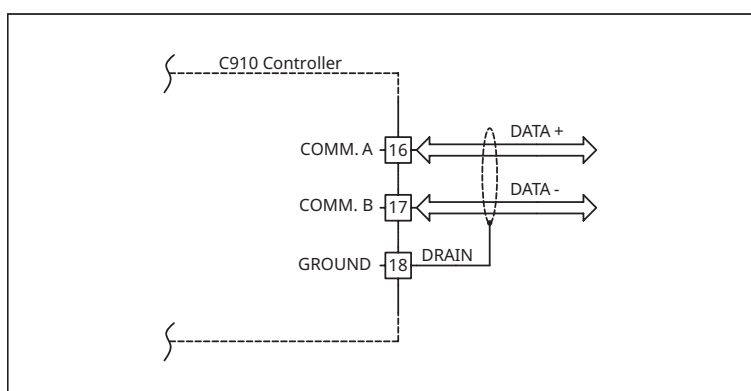 C910 Controller
COMM. A 16 DATA +
COMM. B 17 DATA -
GROUND 18 DRAIN